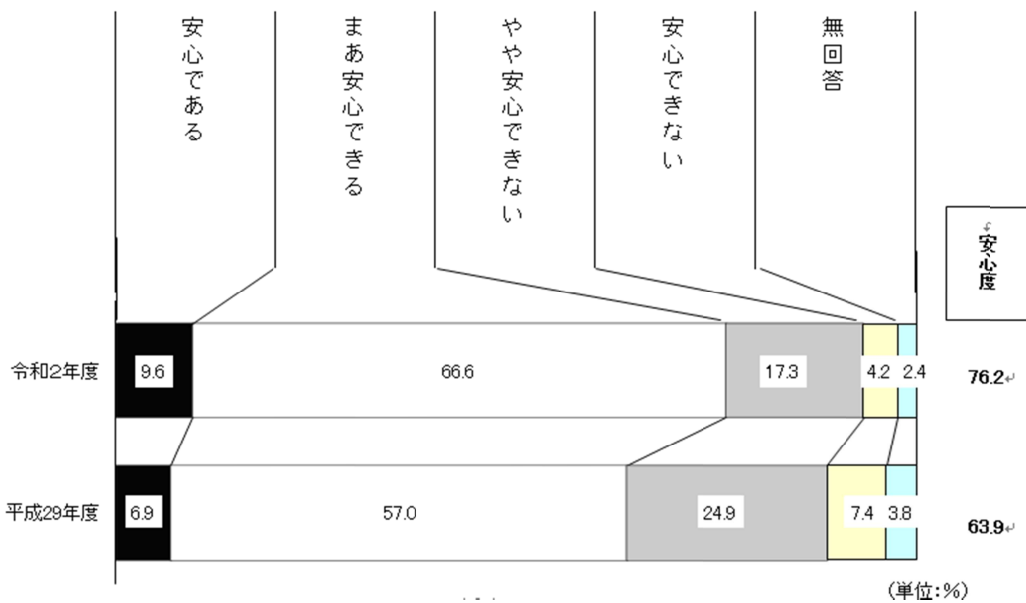 安心である
まあ安心できる
やや安心できない
安心できない
無回答
安心度
令和2年度
9.6
66.6
17.3
4.2
2.4
76.2
平成29年度
6.9
57.0
24.9
7.4
3.8
63.9
(単位:%)